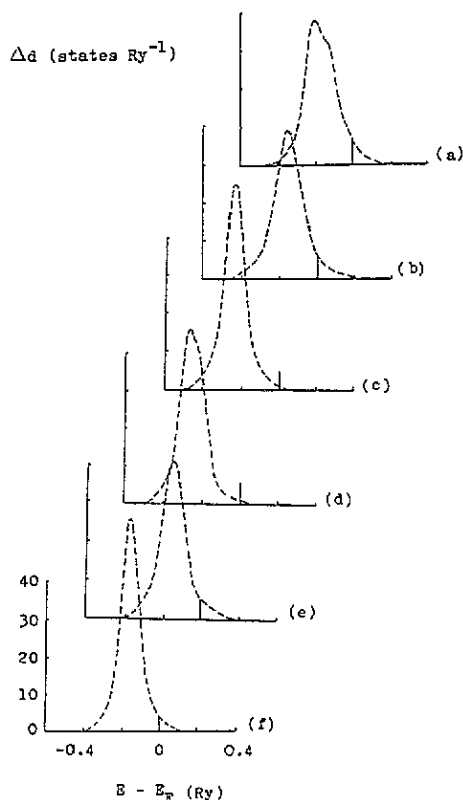 Δd (states Ry⁻¹)
(a)
(b)
(c)
(d)
(e)
40
30
20
10
0
(f)
-0.4 0 0.4
E - E_F (Ry)